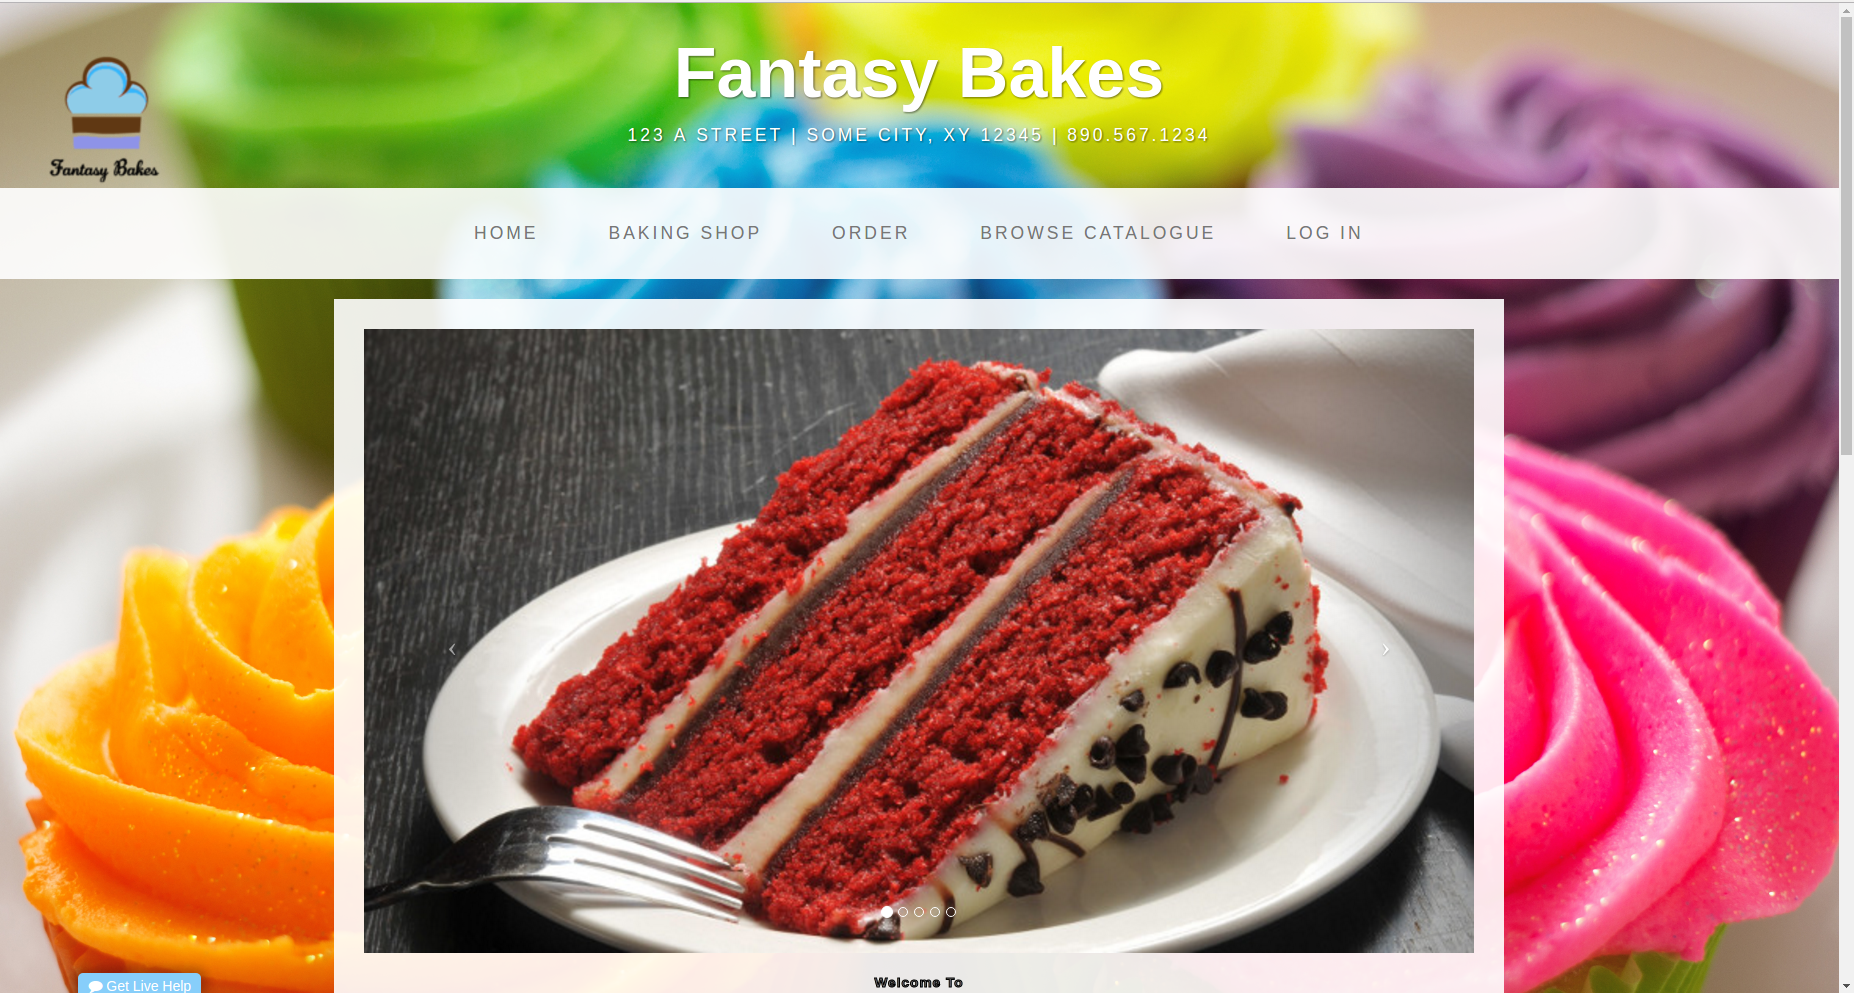 Fantasy Bakes
123 A STREET | SOME CITY, XY 12345 | 890.567.1234
Fantasy Bakes
HOME BAKING SHOP ORDER BROWSE CATALOGUE LOG IN
Welcome To
Get Live Help